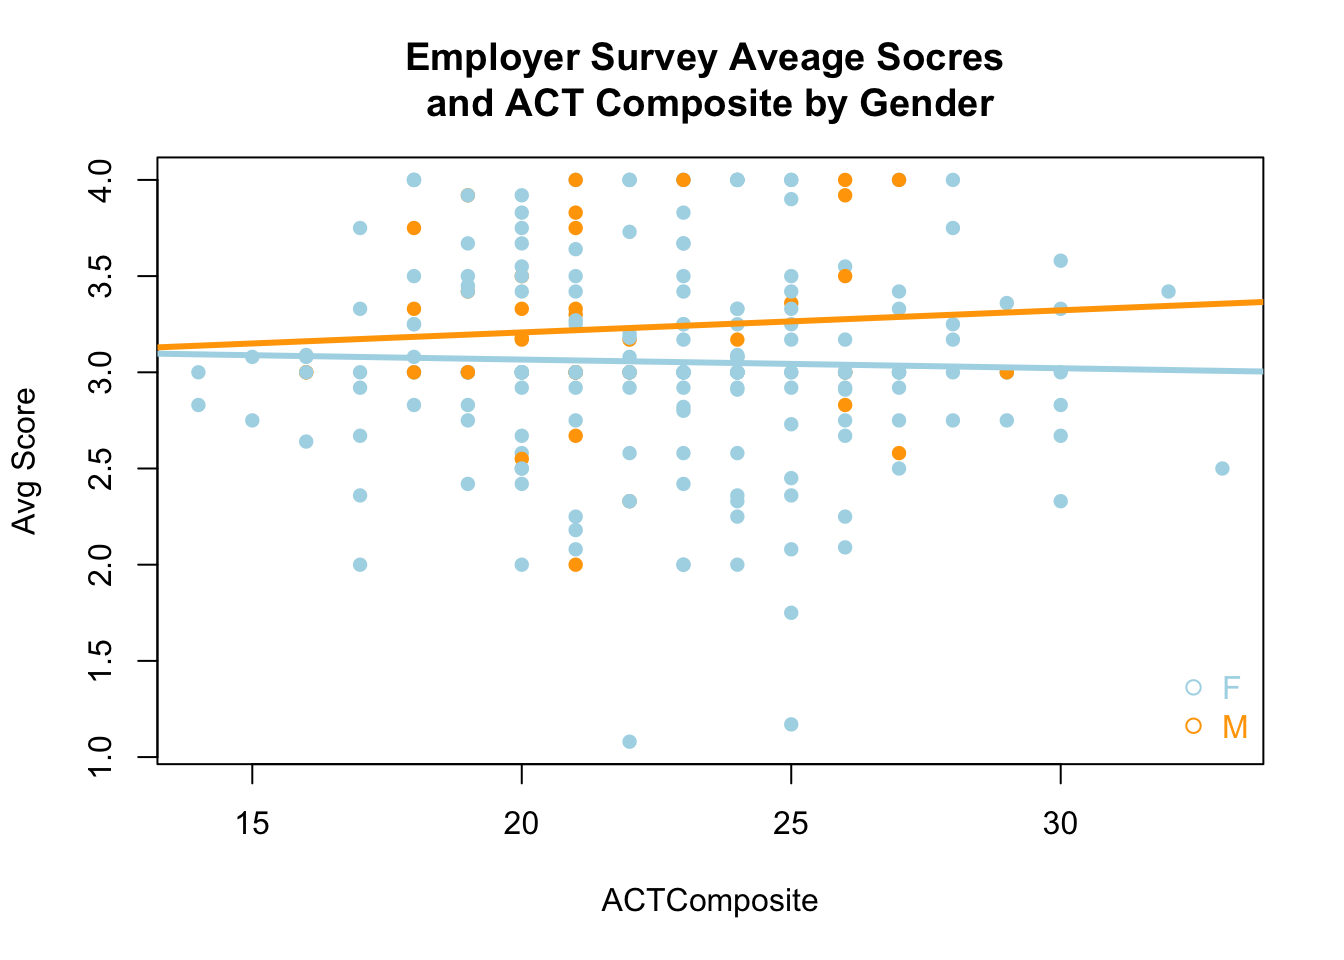 Employer Survey Aveage Socres
and ACT Composite by Gender
4.0
3.5
3.0
2.5
2.0
1.5
1.0
Avg Score
F
M
15 20 25 30
ACTComposite